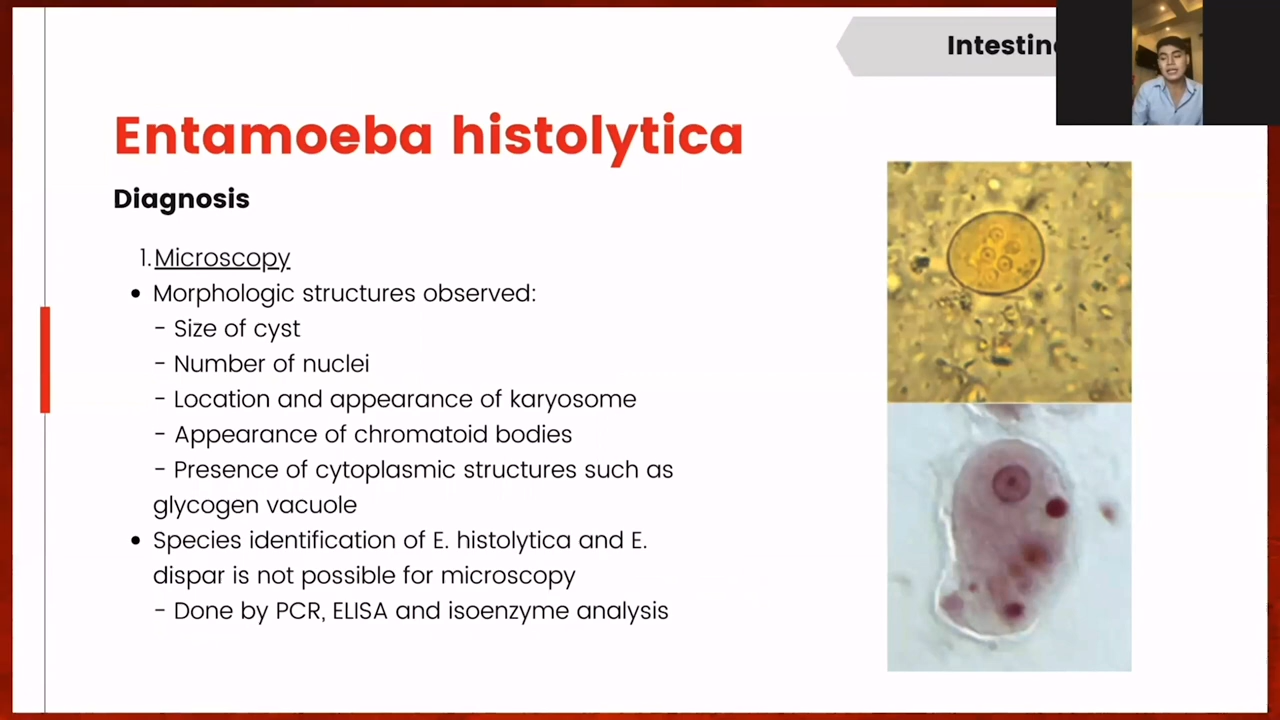 Entamoeba histolytica
Diagnosis
1. Microscopy
• Morphologic structures observed:
- Size of cyst
- Number of nuclei
- Location and appearance of karyosome
- Appearance of chromatoid bodies
- Presence of cytoplasmic structures such as
glycogen vacuole
• Species identification of E. histolytica and E.
dispar is not possible for microscopy
- Done by PCR, ELISA and isoenzyme analysis